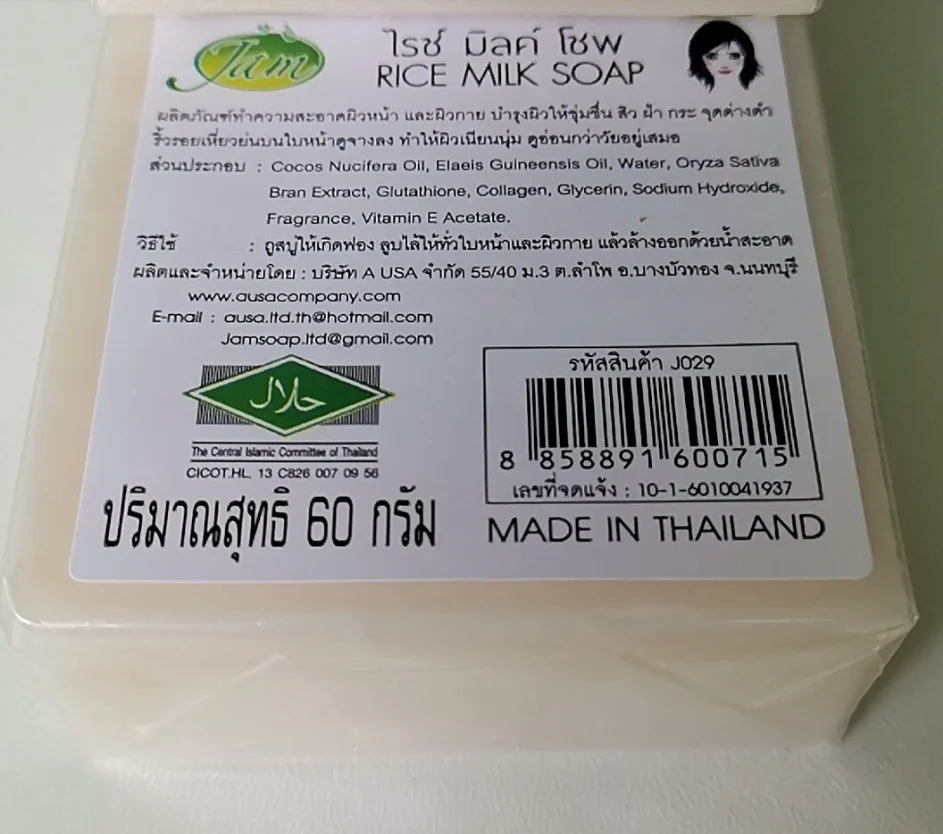 Jam
ไรซ์ มิลค์ โซพ
RICE MILK SOAP
ผลิตภัณฑ์ทำความสะอาดผิวหน้า และผิวกาย บำรุงผิวให้ชุ่มชื่น สิว ฝ้า กระ จุดด่างดำ
ริ้วรอยเหี่ยวย่นบนใบหน้าดูจางลง ทำให้ผิวเนียนนุ่ม ดูอ่อนกว่าวัยอยู่เสมอ
ส่วนประกอบ : Cocos Nucifera Oil, Elaeis Guineensis Oil, Water, Oryza Sativa
Bran Extract, Glutathione, Collagen, Glycerin, Sodium Hydroxide,
Fragrance, Vitamin E Acetate.
วิธีใช้ : ถูสบู่ให้เกิดฟอง ลูบไล้ให้ทั่วใบหน้าและผิวกาย แล้วล้างออกด้วยน้ำสะอาด
ผลิตและจำหน่ายโดย : บริษัท A USA จำกัด 55/40 ม.3 ต.ลำโพ อ.บางบัวทอง จ.นนทบุรี
www.ausacompany.com
E-mail : ausa.ltd.th@hotmail.com
Jamsoap.ltd@gmail.com
حلال
The Central Islamic Committee of Thailand
CICOT.HL. 13 C826 007 09 56
ปริมาณสุทธิ 60 กรัม
รหัสสินค้า J029
8 858891 600715
เลขที่จดแจ้ง : 10-1-6010041937
MADE IN THAILAND